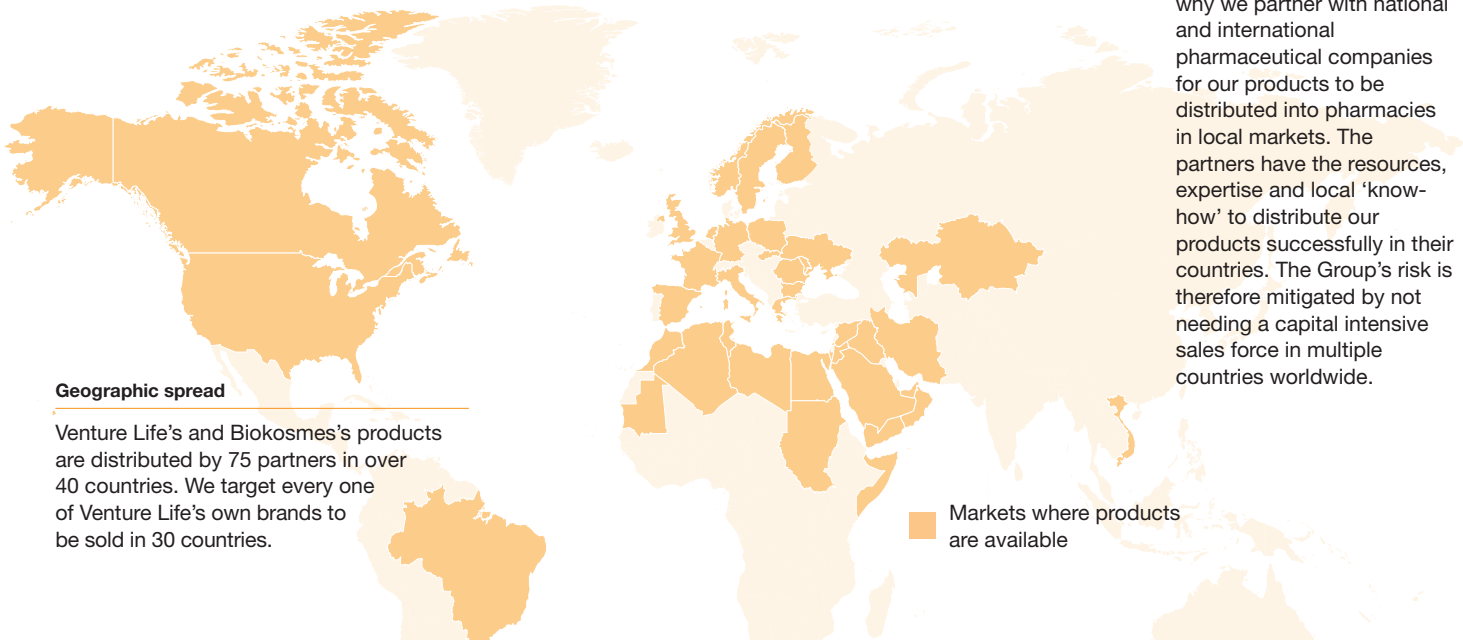 why we partner with national
and international
pharmaceutical companies
for our products to be
distributed into pharmacies
in local markets. The
partners have the resources,
expertise and local ‘know-
how’ to distribute our
products successfully in their
countries. The Group’s risk is
therefore mitigated by not
needing a capital intensive
sales force in multiple
countries worldwide.
Geographic spread
Venture Life’s and Biokosmes’s products
are distributed by 75 partners in over
40 countries. We target every one
of Venture Life’s own brands to
be sold in 30 countries.
Markets where products
are available